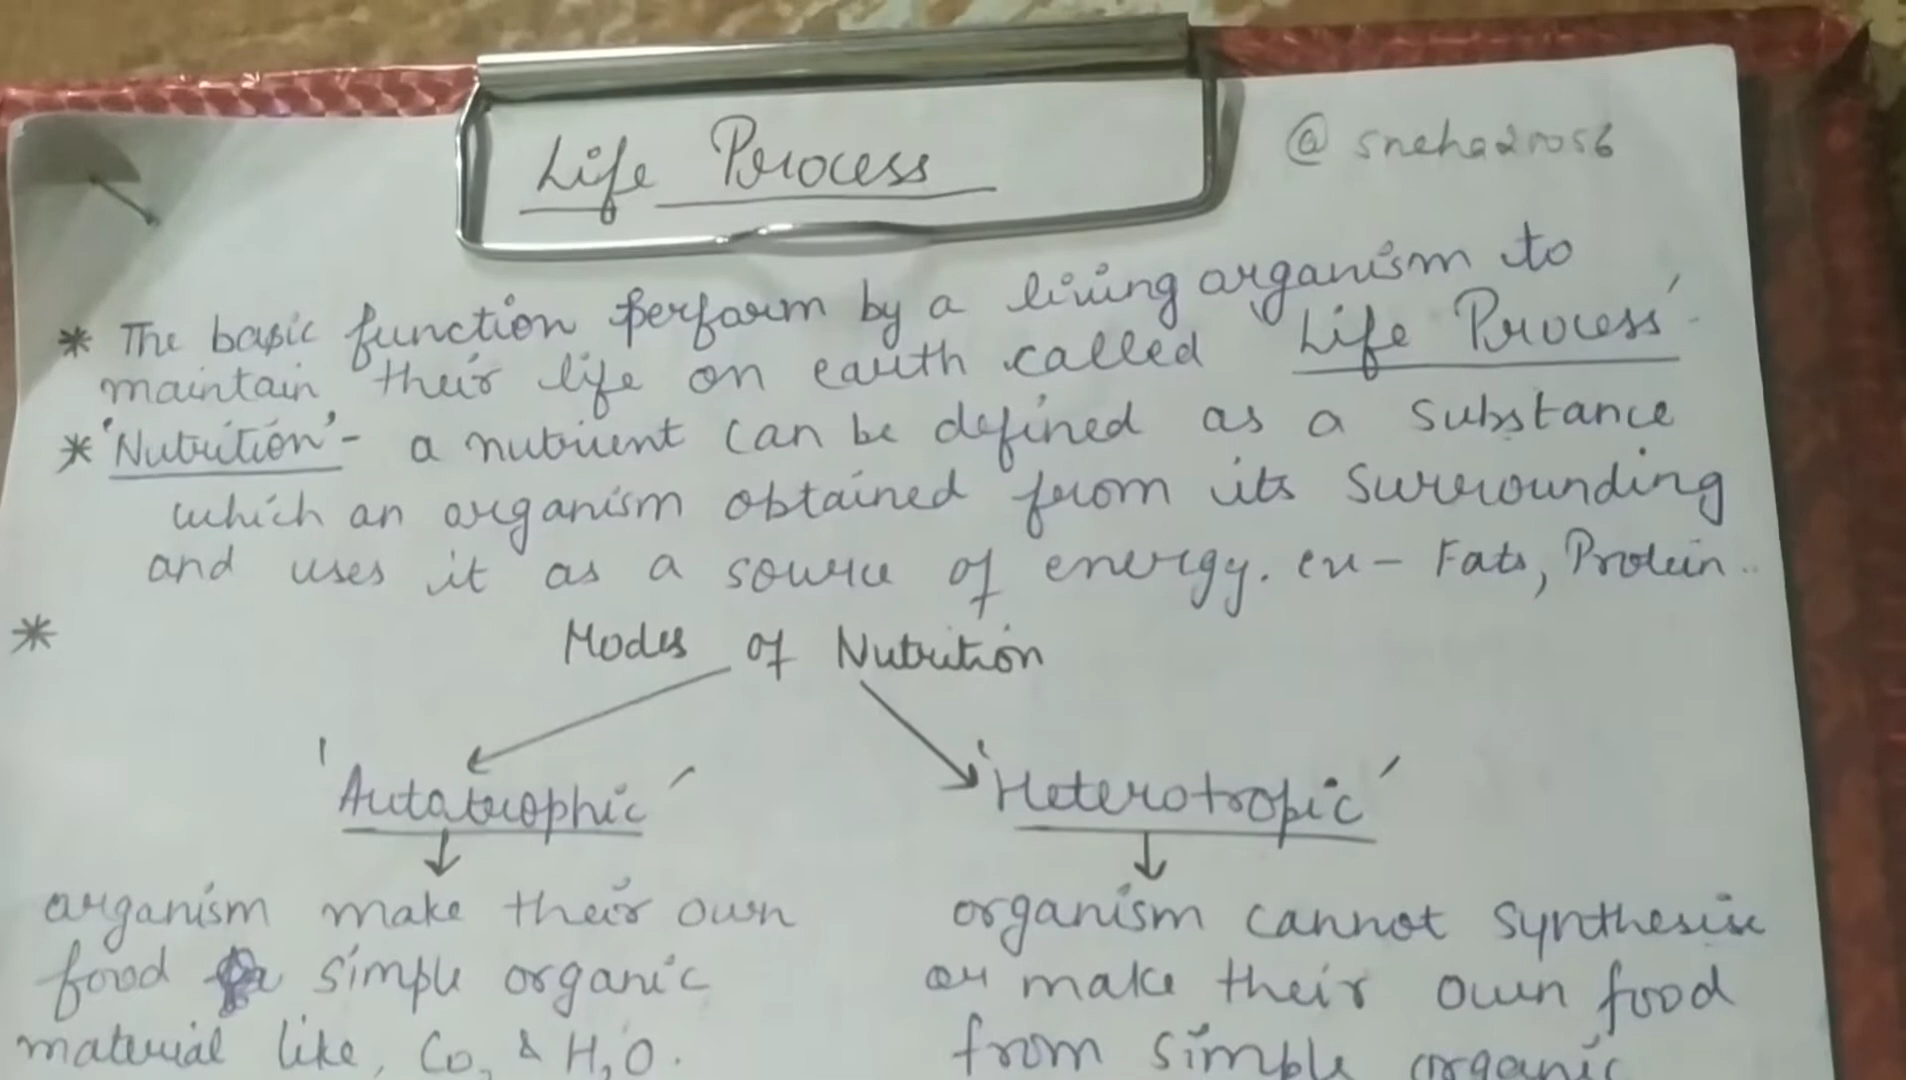 Life Process
@ sneha21056
* The basic function perform by a living organism to
maintain their life on earth called 'Life Process'
* 'Nutrition' - a nutrient can be defined as a substance
which an organism obtained from its surrounding
and uses it as a source of energy. ex - Fats, Protein..
* Modes of Nutrition
'Autotrophic' 'Heterotropic'
organism make their own
food simple organic
material like, CO2 & H2O.
organism cannot synthesise
or make their own food
from simple organic